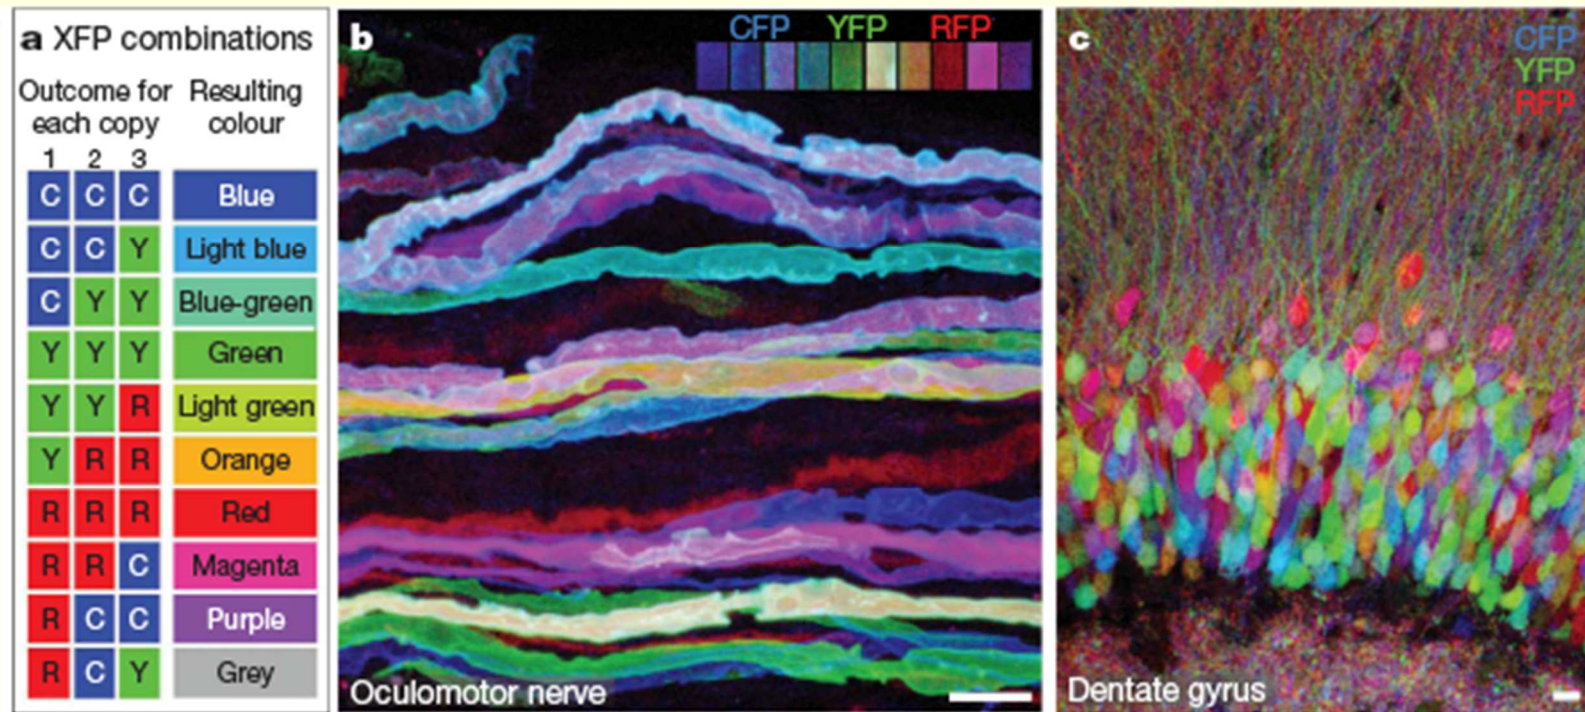 a XFP combinations
Outcome for each copy Resulting colour
1 2 3
C C C Blue
C C Y Light blue
C Y Y Blue-green
Y Y Y Green
Y Y R Light green
Y R R Orange
R R R Red
R R C Magenta
R C C Purple
R C Y Grey
b
CFP YFP RFP
Oculomotor nerve
c
CFP
YFP
RFP
Dentate gyrus